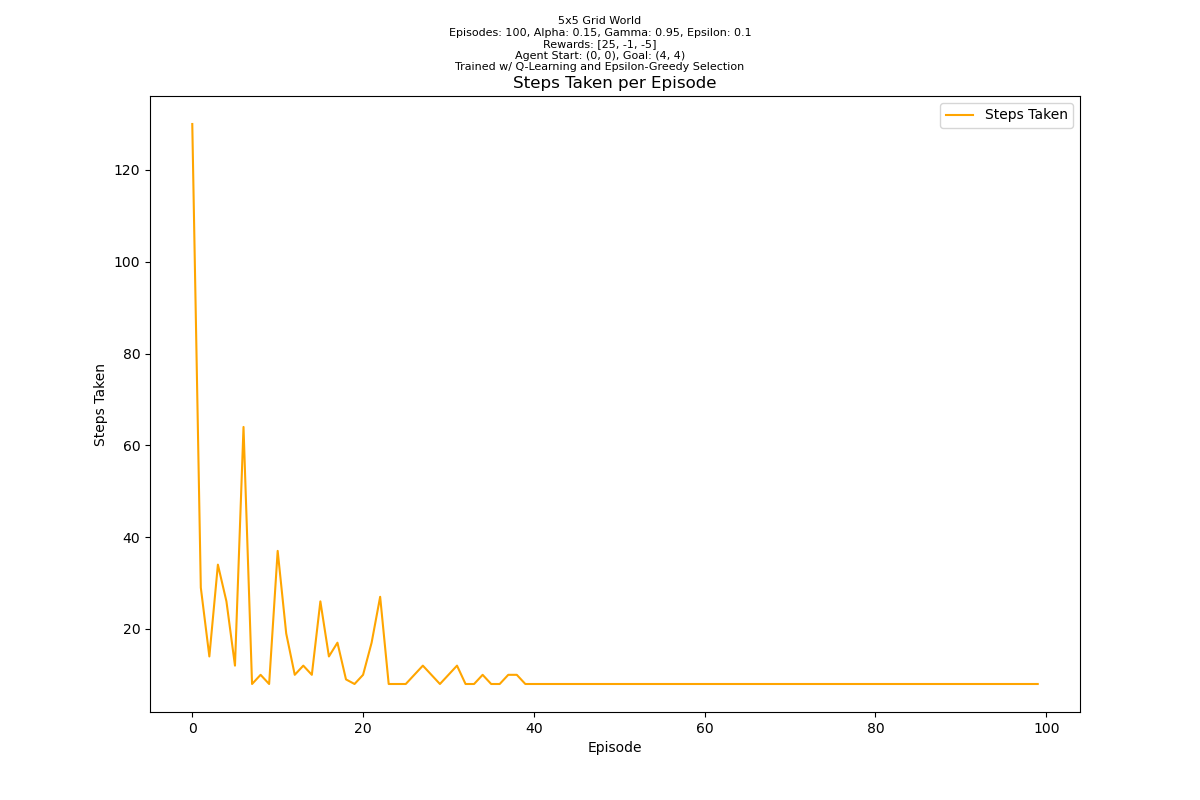 5x5 Grid World
Episodes: 100, Alpha: 0.15, Gamma: 0.95, Epsilon: 0.1
Rewards: [25, -1, -5]
Agent Start: (0, 0), Goal: (4, 4)
Trained w/ Q-Learning and Epsilon-Greedy Selection
Steps Taken per Episode
Steps Taken
120
100
80
60
40
20
Steps Taken
0
20
40
60
80
100
Episode